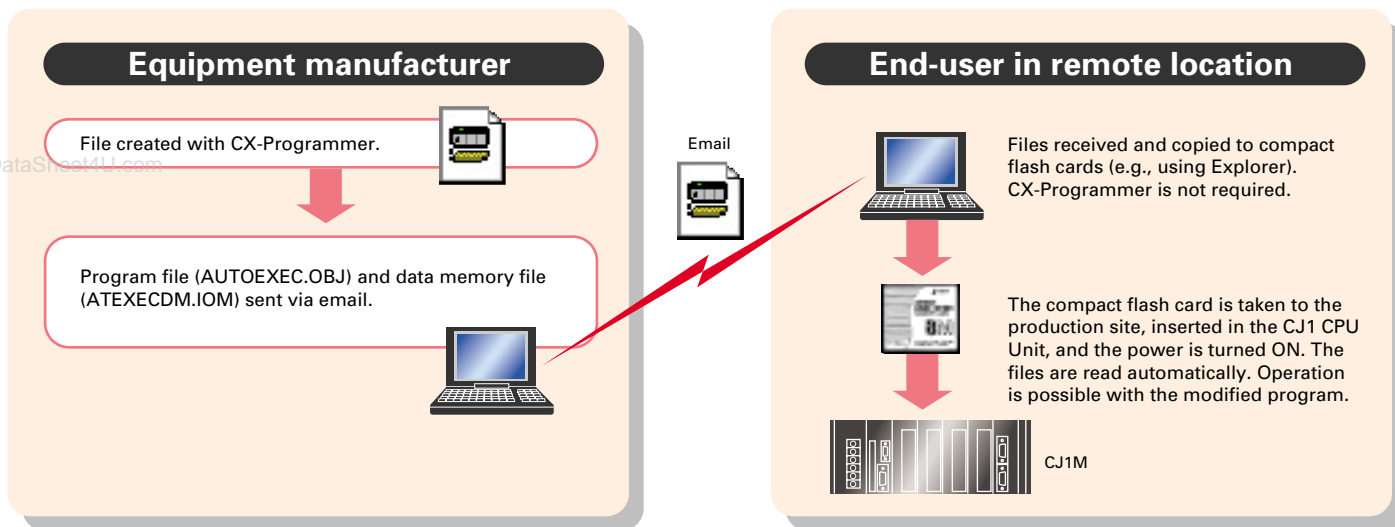 Equipment manufacturer
File created with CX-Programmer.
DataSheet4U.com
Program file (AUTOEXEC.OBJ) and data memory file
(ATEXECDM.IOM) sent via email.
Email
End-user in remote location
Files received and copied to compact
flash cards (e.g., using Explorer).
CX-Programmer is not required.
The compact flash card is taken to the
production site, inserted in the CJ1 CPU
Unit, and the power is turned ON. The
files are read automatically. Operation
is possible with the modified program.
CJ1M